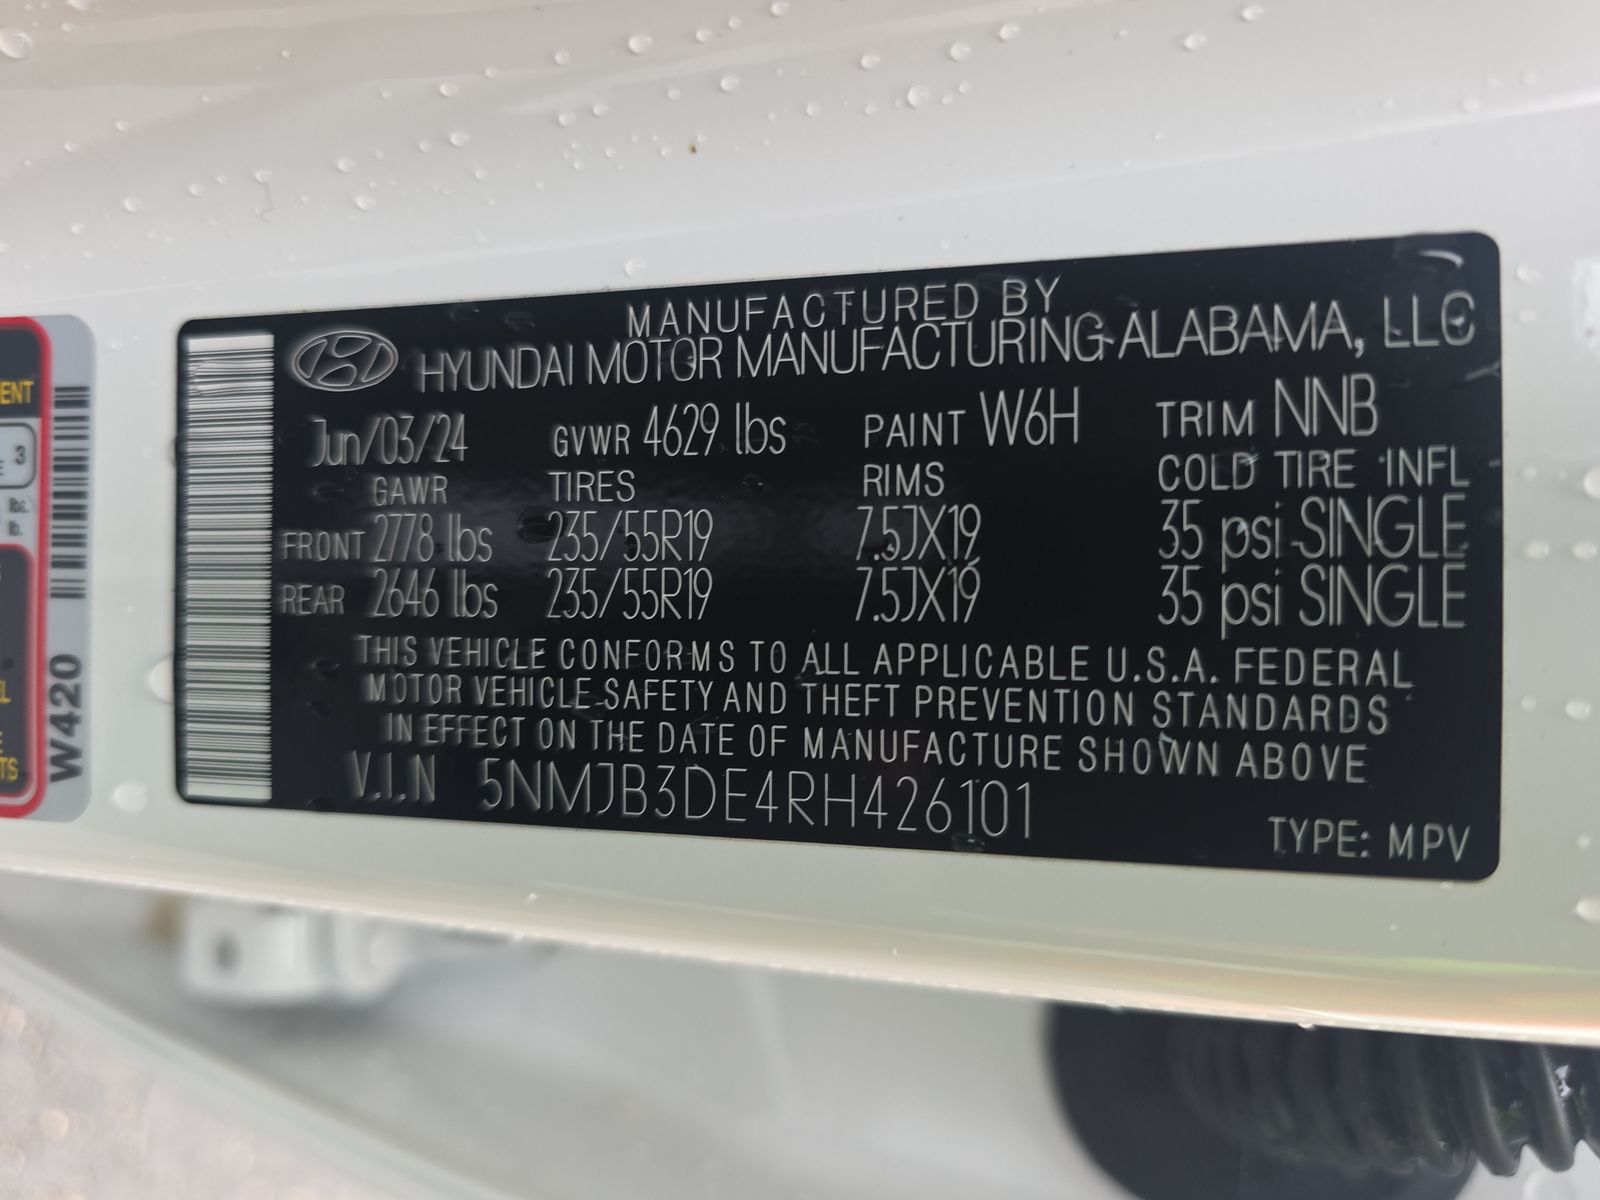 MANUFACTURED BY
HYUNDAI MOTOR MANUFACTURING ALABAMA, LLC
Jun/03/24 GVWR 4629 lbs PAINT W6H TRIM NNB
GAWR TIRES RIMS COLD TIRE INFL
FRONT 2778 lbs 235/55R19 7.5JX19 35 psi SINGLE
REAR 2646 lbs 235/55R19 7.5JX19 35 psi SINGLE
THIS VEHICLE CONFORMS TO ALL APPLICABLE U.S.A. FEDERAL
MOTOR VEHICLE SAFETY AND THEFT PREVENTION STANDARDS
IN EFFECT ON THE DATE OF MANUFACTURE SHOWN ABOVE
V.I.N 5NMJB3DE4RH426101
TYPE: MPV
W420
3
lbs.
lb.